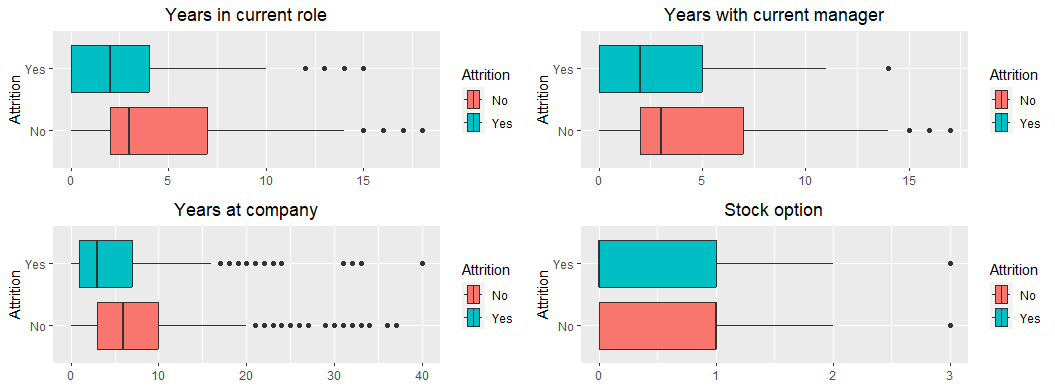 Years in current role
Attrition
Yes
No
0
5
10
15
Attrition
No
Yes
Years with current manager
Attrition
Yes
No
0
5
10
15
Attrition
No
Yes
Years at company
Attrition
Yes
No
0
10
20
30
40
Attrition
No
Yes
Stock option
Attrition
Yes
No
0
1
2
3
Attrition
No
Yes